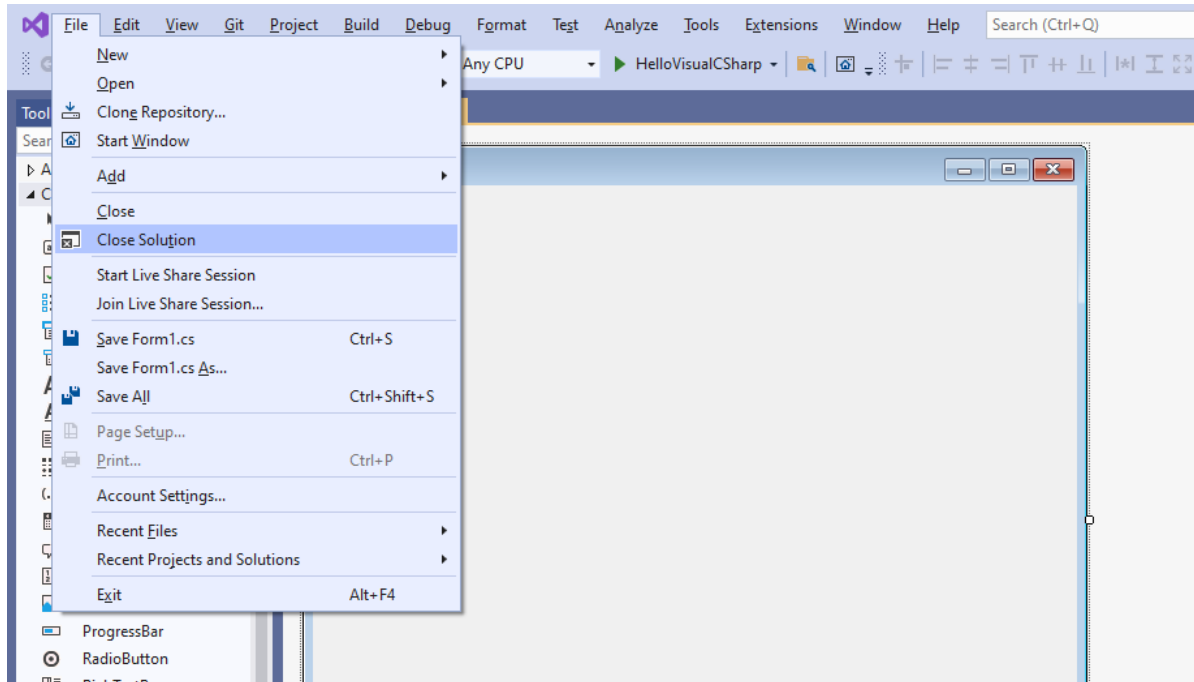 File Edit View Git Project Build Debug Format Test Analyze Tools Extensions Window Help Search (Ctrl+Q)
Any CPU HelloVisualCSharp
New
Open
Clone Repository...
Start Window
Add
Close
Close Solution
Start Live Share Session
Join Live Share Session...
Save Form1.cs Ctrl+S
Save Form1.cs As...
Save All Ctrl+Shift+S
Page Setup...
Print... Ctrl+P
Account Settings...
Recent Files
Recent Projects and Solutions
Exit Alt+F4
ProgressBar
RadioButton